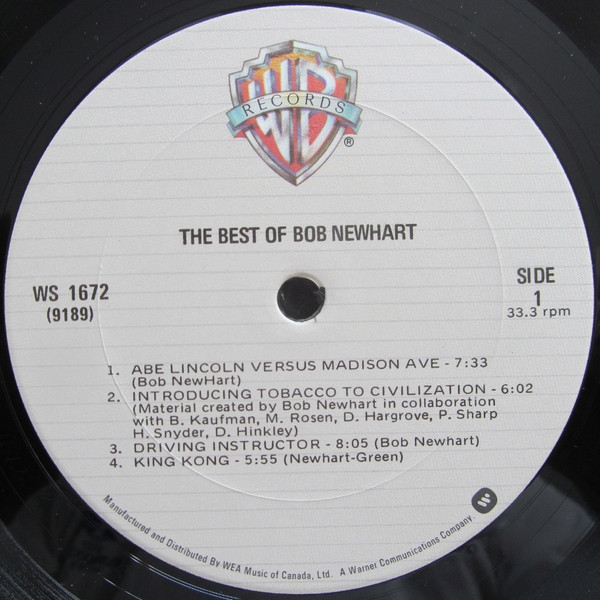 WB
RECORDS
®
THE BEST OF BOB NEWHART
WS 1672
(9189)
SIDE
1
33.3 rpm
1. ABE LINCOLN VERSUS MADISON AVE - 7:33
(Bob NewHart)
2. INTRODUCING TOBACCO TO CIVILIZATION - 6:02
(Material created by Bob Newhart in collaboration
with B. Kaufman, M. Rosen, D. Hargrove, P. Sharp
H. Snyder, D. Hinkley)
3. DRIVING INSTRUCTOR - 8:05 (Bob Newhart)
4. KING KONG - 5:55 (Newhart-Green)
Manufactured and Distributed By WEA Music of Canada, Ltd. A Warner Communications Company.